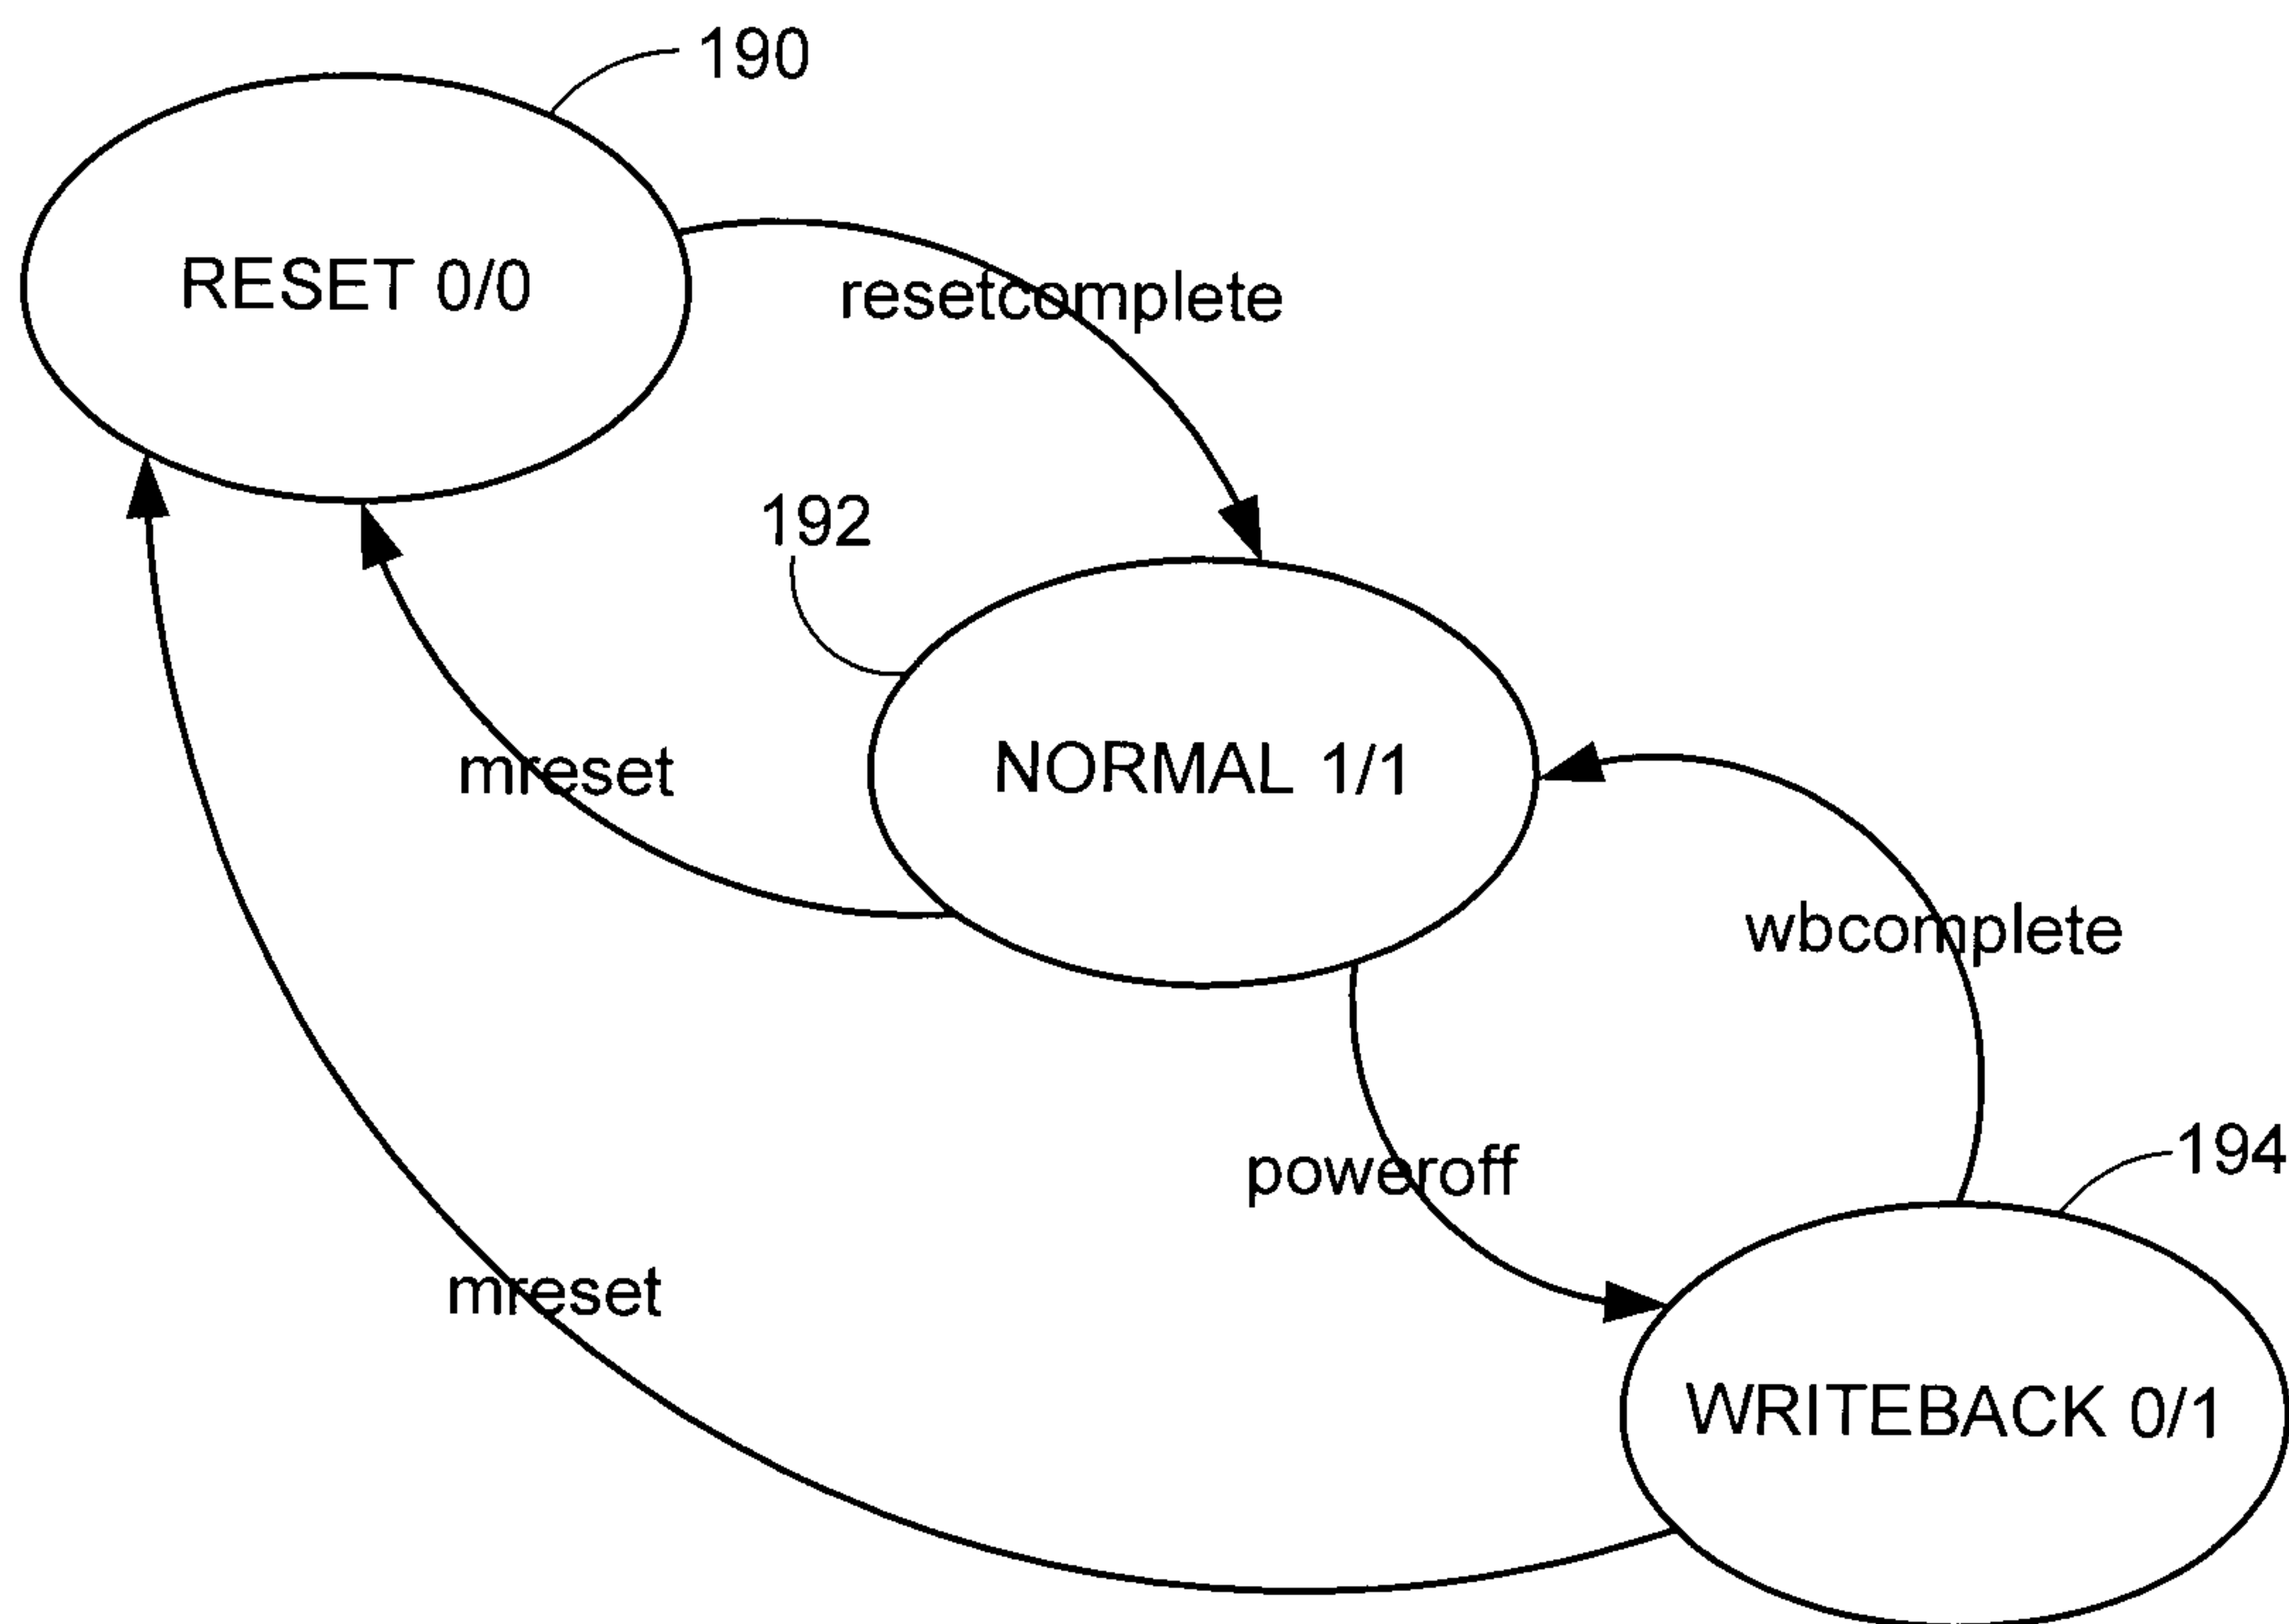 190
RESET 0/0
resetcomplete
192
mreset
NORMAL 1/1
wbcomplete
poweroff
194
mreset
WRITEBACK 0/1